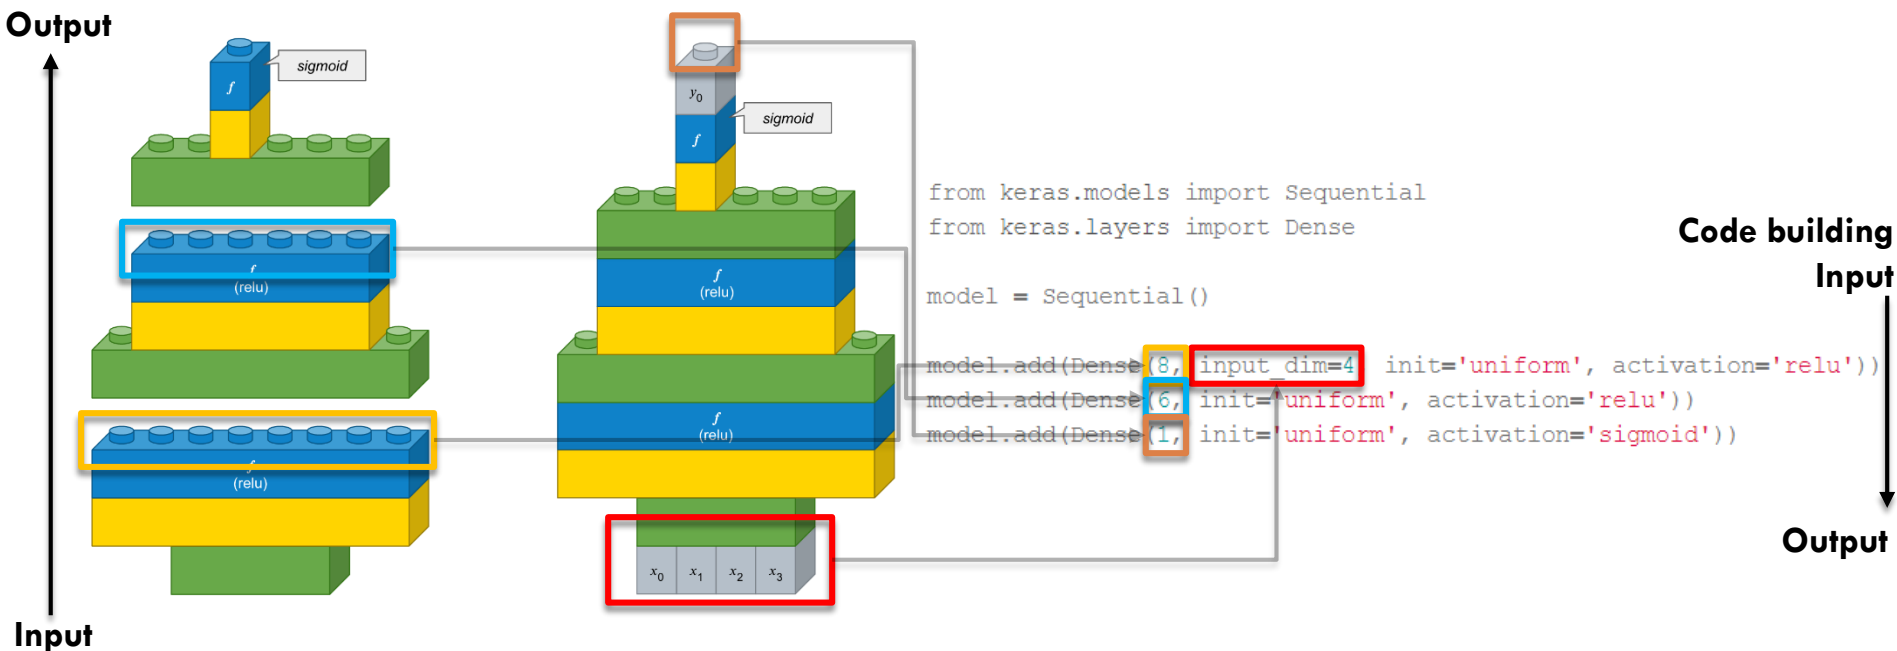 Output
sigmoid
f
f
(relu)
f
(relu)
Input
y0
sigmoid
f
f
(relu)
f
(relu)
x0 x1 x2 x3
from keras.models import Sequential
from keras.layers import Dense
model = Sequential()
model.add(Dense(8, input_dim=4, init='uniform', activation='relu'))
model.add(Dense(6, init='uniform', activation='relu'))
model.add(Dense(1, init='uniform', activation='sigmoid'))
Code building
Input
Output